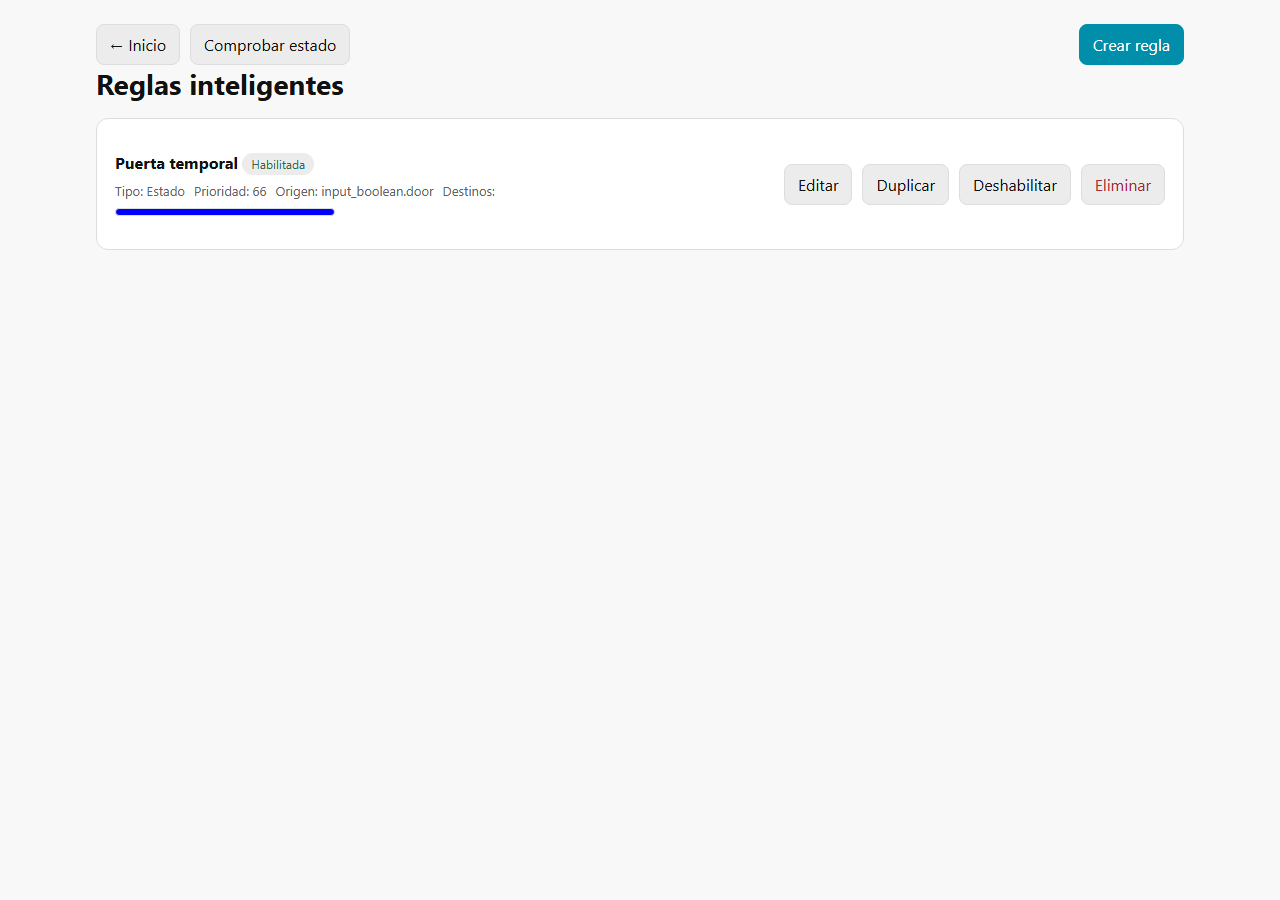 ← Inicio
Comprobar estado
Crear regla
Reglas inteligentes
Puerta temporal Habilitada
Tipo: Estado Prioridad: 66 Origen: input_boolean.door Destinos:
Editar
Duplicar
Deshabilitar
Eliminar